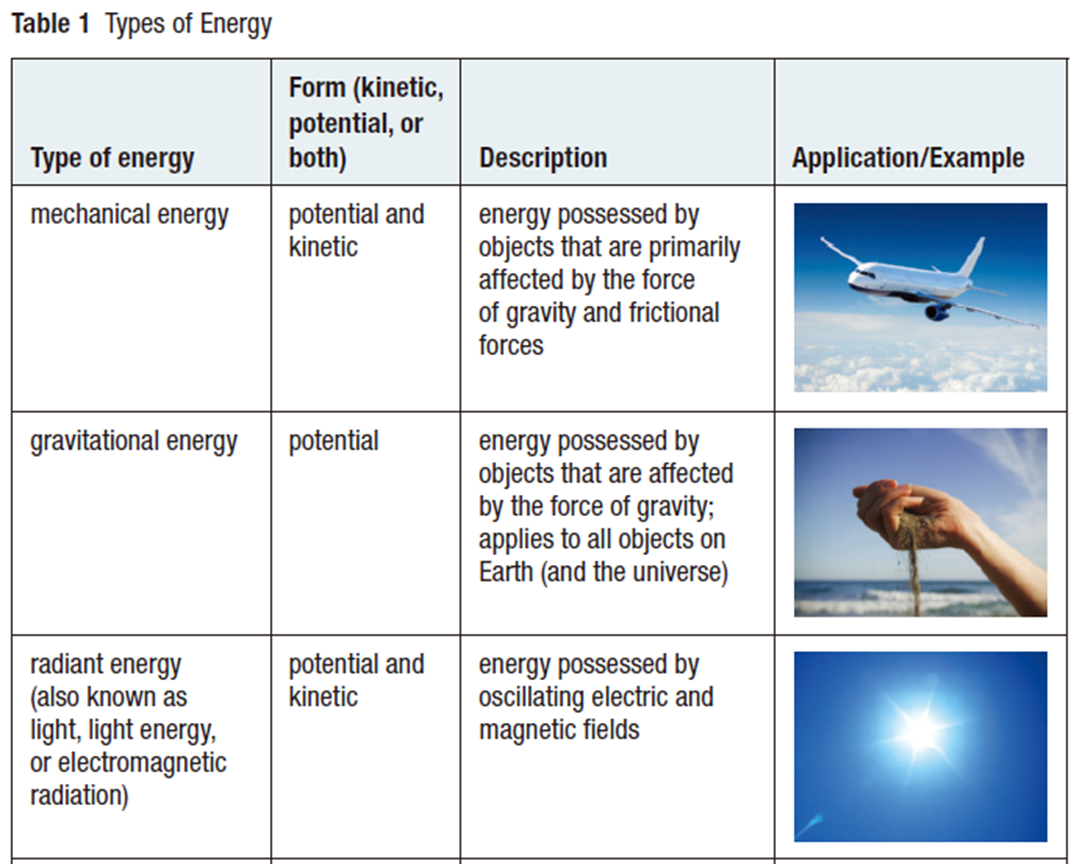 Table 1 Types of Energy
Type of energy
Form (kinetic,
potential, or
both)
Description
Application/Example
mechanical energy
potential and
kinetic
energy possessed by
objects that are primarily
affected by the force
of gravity and frictional
forces
gravitational energy
potential
energy possessed by
objects that are affected
by the force of gravity;
applies to all objects on
Earth (and the universe)
radiant energy
(also known as
light, light energy,
or electromagnetic
radiation)
potential and
kinetic
energy possessed by
oscillating electric and
magnetic fields